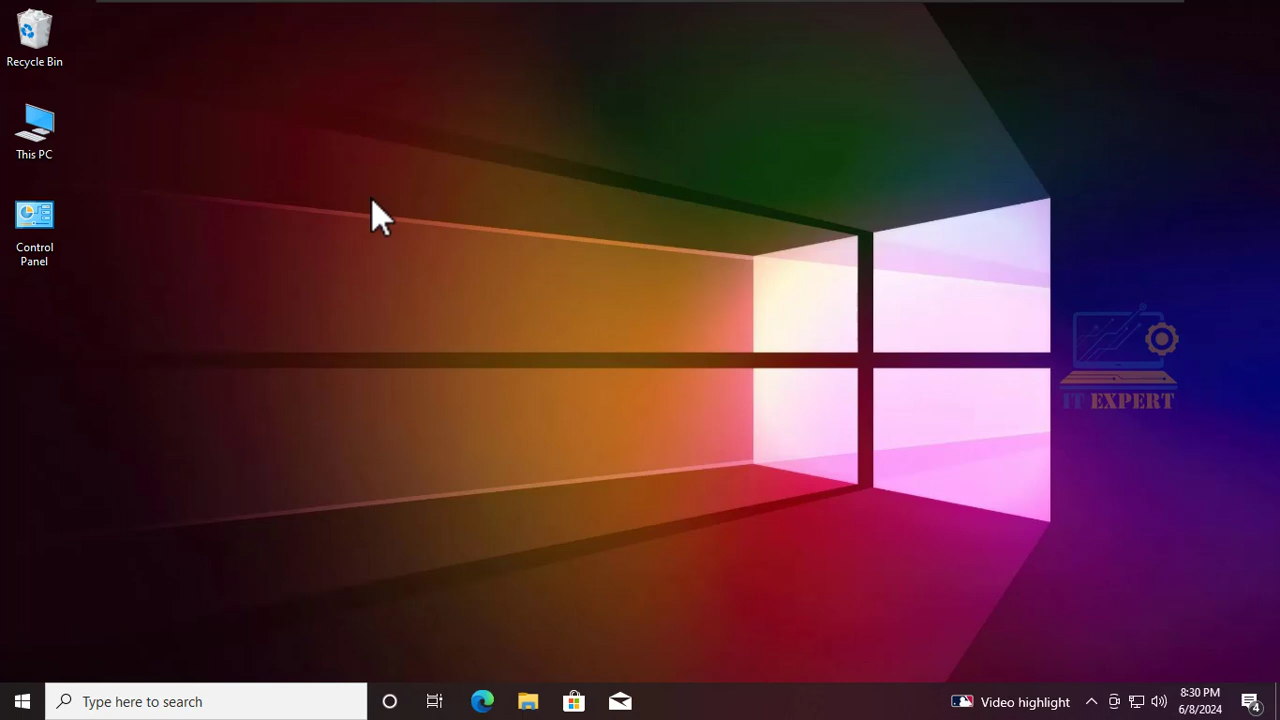 Recycle Bin
This PC
Control
Panel
IT EXPERT
Type here to search
Video highlight
8:30 PM
6/8/2024
4